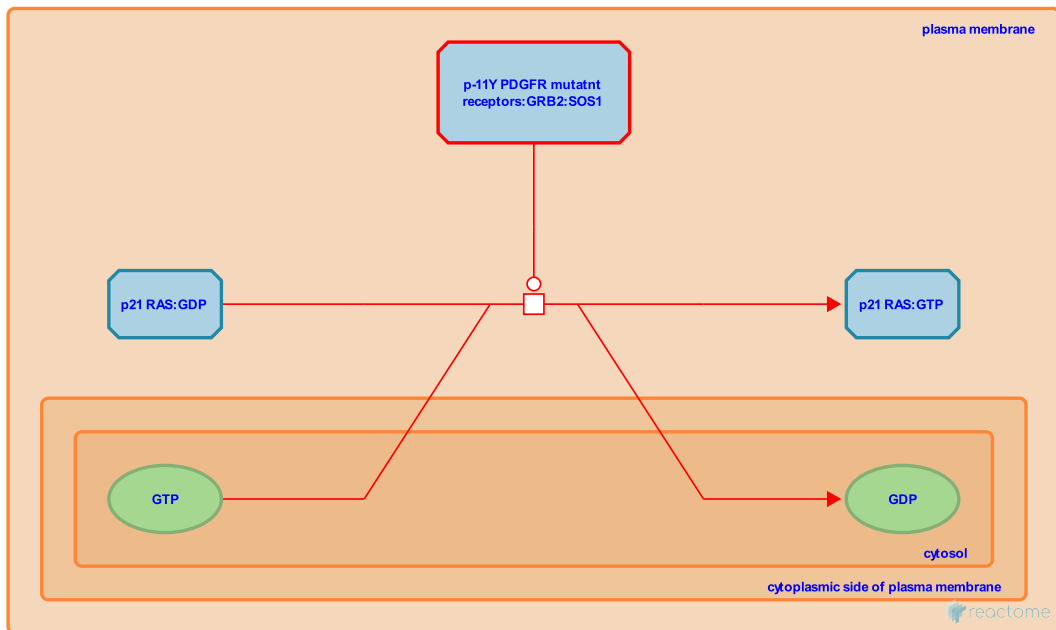 plasma membrane
p-11Y PDGFR mutatnt
receptors:GRB2:SOS1
p21 RAS:GDP
p21 RAS:GTP
GTP
GDP
cytosol
cytoplasmic side of plasma membrane
reactome